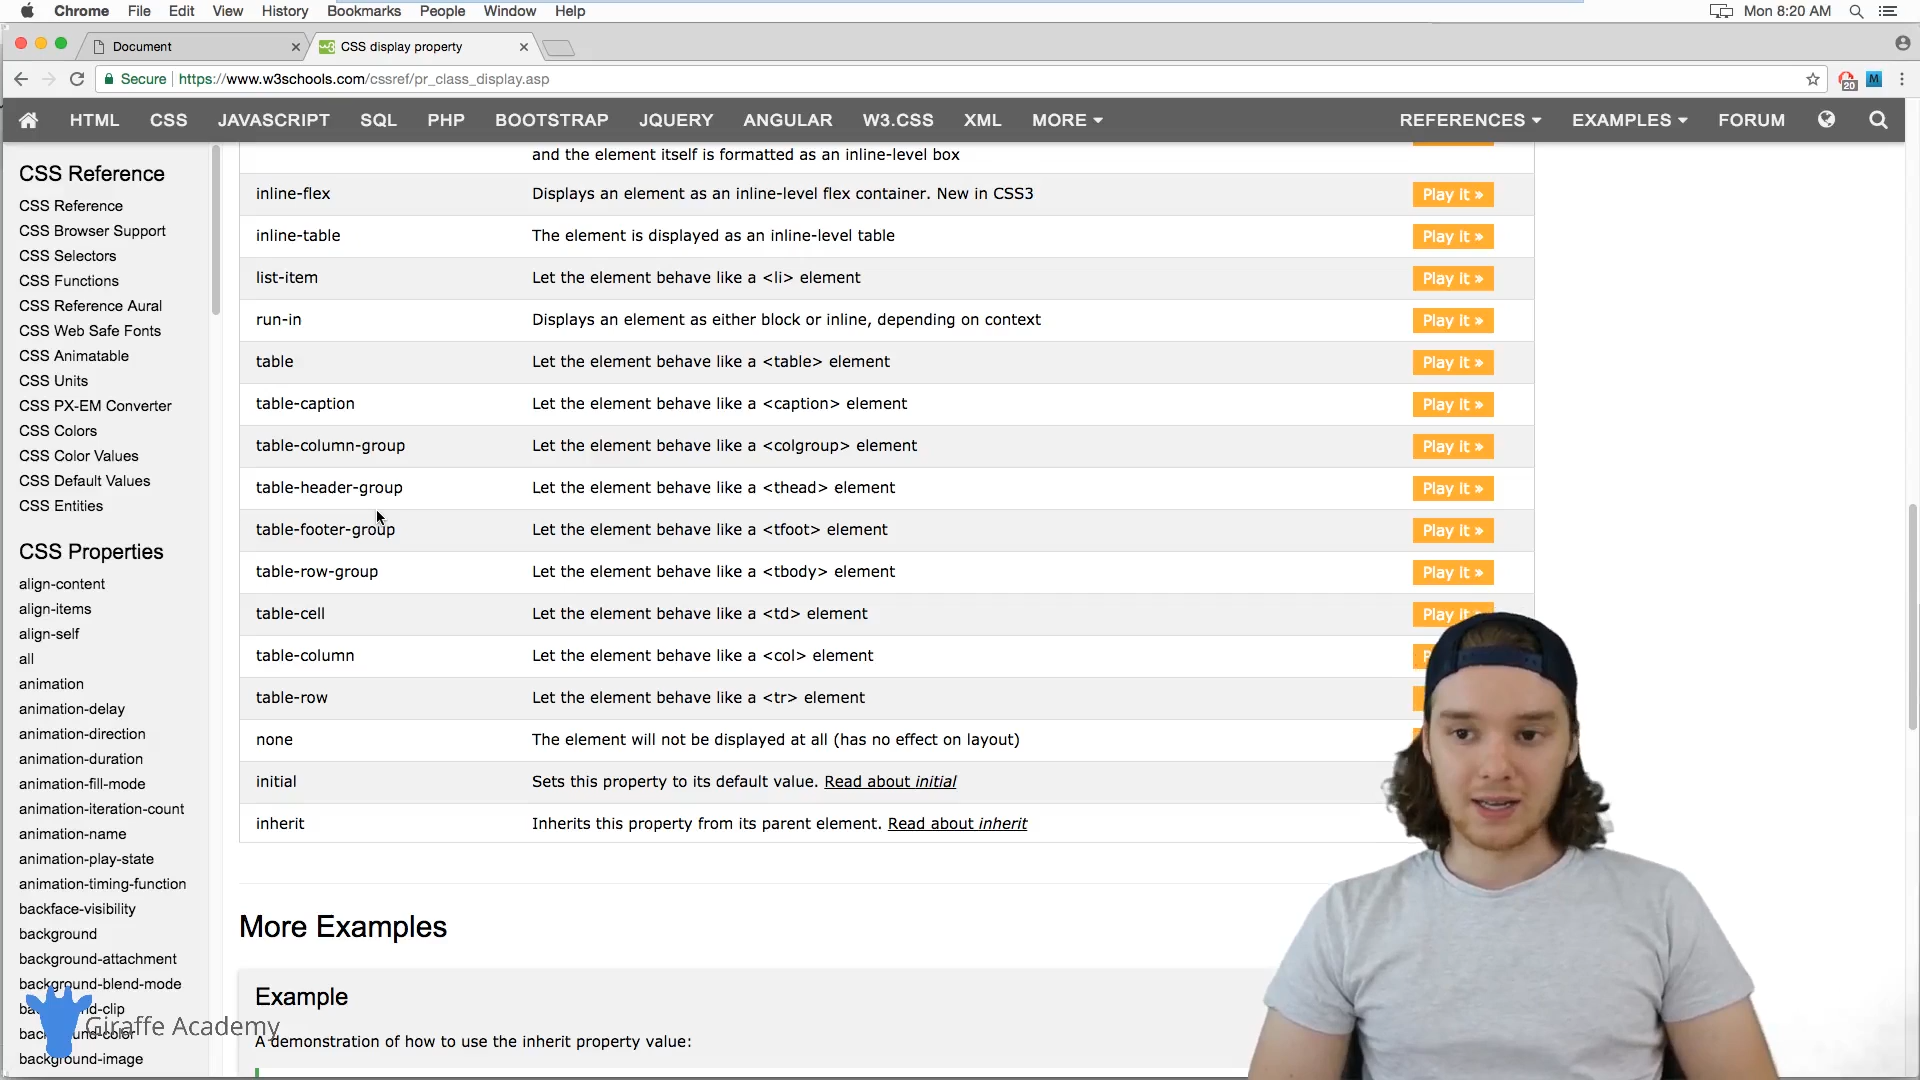 Chrome File Edit View History Bookmarks People Window Help Mon 8:20 AM
Document CSS display property
Secure https://www.w3schools.com/cssref/pr_class_display.asp 20 M
HTML CSS JAVASCRIPT SQL PHP BOOTSTRAP JQUERY ANGULAR W3.CSS XML MORE REFERENCES EXAMPLES FORUM
CSS Reference
CSS Reference
CSS Browser Support
CSS Selectors
CSS Functions
CSS Reference Aural
CSS Web Safe Fonts
CSS Animatable
CSS Units
CSS PX-EM Converter
CSS Colors
CSS Color Values
CSS Default Values
CSS Entities
CSS Properties
align-content
align-items
align-self
all
animation
animation-delay
animation-direction
animation-duration
animation-fill-mode
animation-iteration-count
animation-name
animation-play-state
animation-timing-function
backface-visibility
background
background-attachment
background-blend-mode
nd-clip
background-image
and the element itself is formatted as an inline-level box
inline-flex Displays an element as an inline-level flex container. New in CSS3 Play it »
inline-table The element is displayed as an inline-level table Play it »
list-item Let the element behave like a <li> element Play it »
run-in Displays an element as either block or inline, depending on context Play it »
table Let the element behave like a <table> element Play it »
table-caption Let the element behave like a <caption> element Play it »
table-column-group Let the element behave like a <colgroup> element Play it »
table-header-group Let the element behave like a <thead> element Play it »
table-footer-group Let the element behave like a <tfoot> element Play it »
table-row-group Let the element behave like a <tbody> element Play it »
table-cell Let the element behave like a <td> element Play it
table-column Let the element behave like a <col> element
table-row Let the element behave like a <tr> element
none The element will not be displayed at all (has no effect on layout)
initial Sets this property to its default value. Read about initial
inherit Inherits this property from its parent element. Read about inherit
More Examples
Example
A demonstration of how to use the inherit property value:
Giraffe Academy